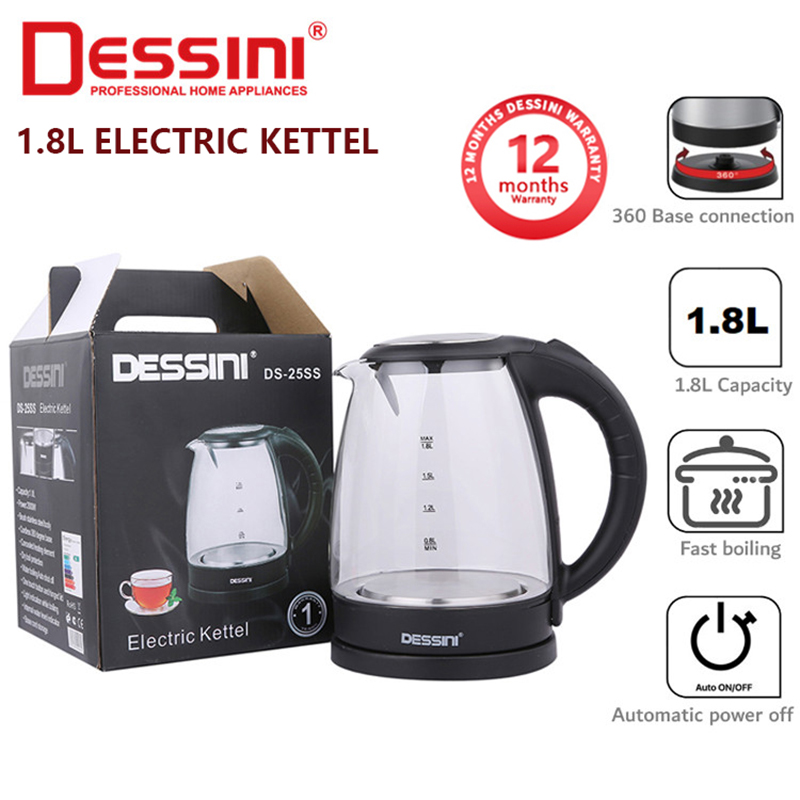 DESSINI®
PROFESSIONAL HOME APPLIANCES
1.8L ELECTRIC KETTEL
12 MONTHS DESSINI WARRANTY
12
months
Warranty
360°
360 Base connection
1.8L
1.8L Capacity
Fast boiling
Auto ON/OFF
Automatic power off
DESSINI®
DS-25SS
DESSINI
Electric Kettel
1
DESSINI
DS-25SS Electric Kettel
MAX
1.8L
1.5L
1.2L
0.8L
MIN
DESSINI®